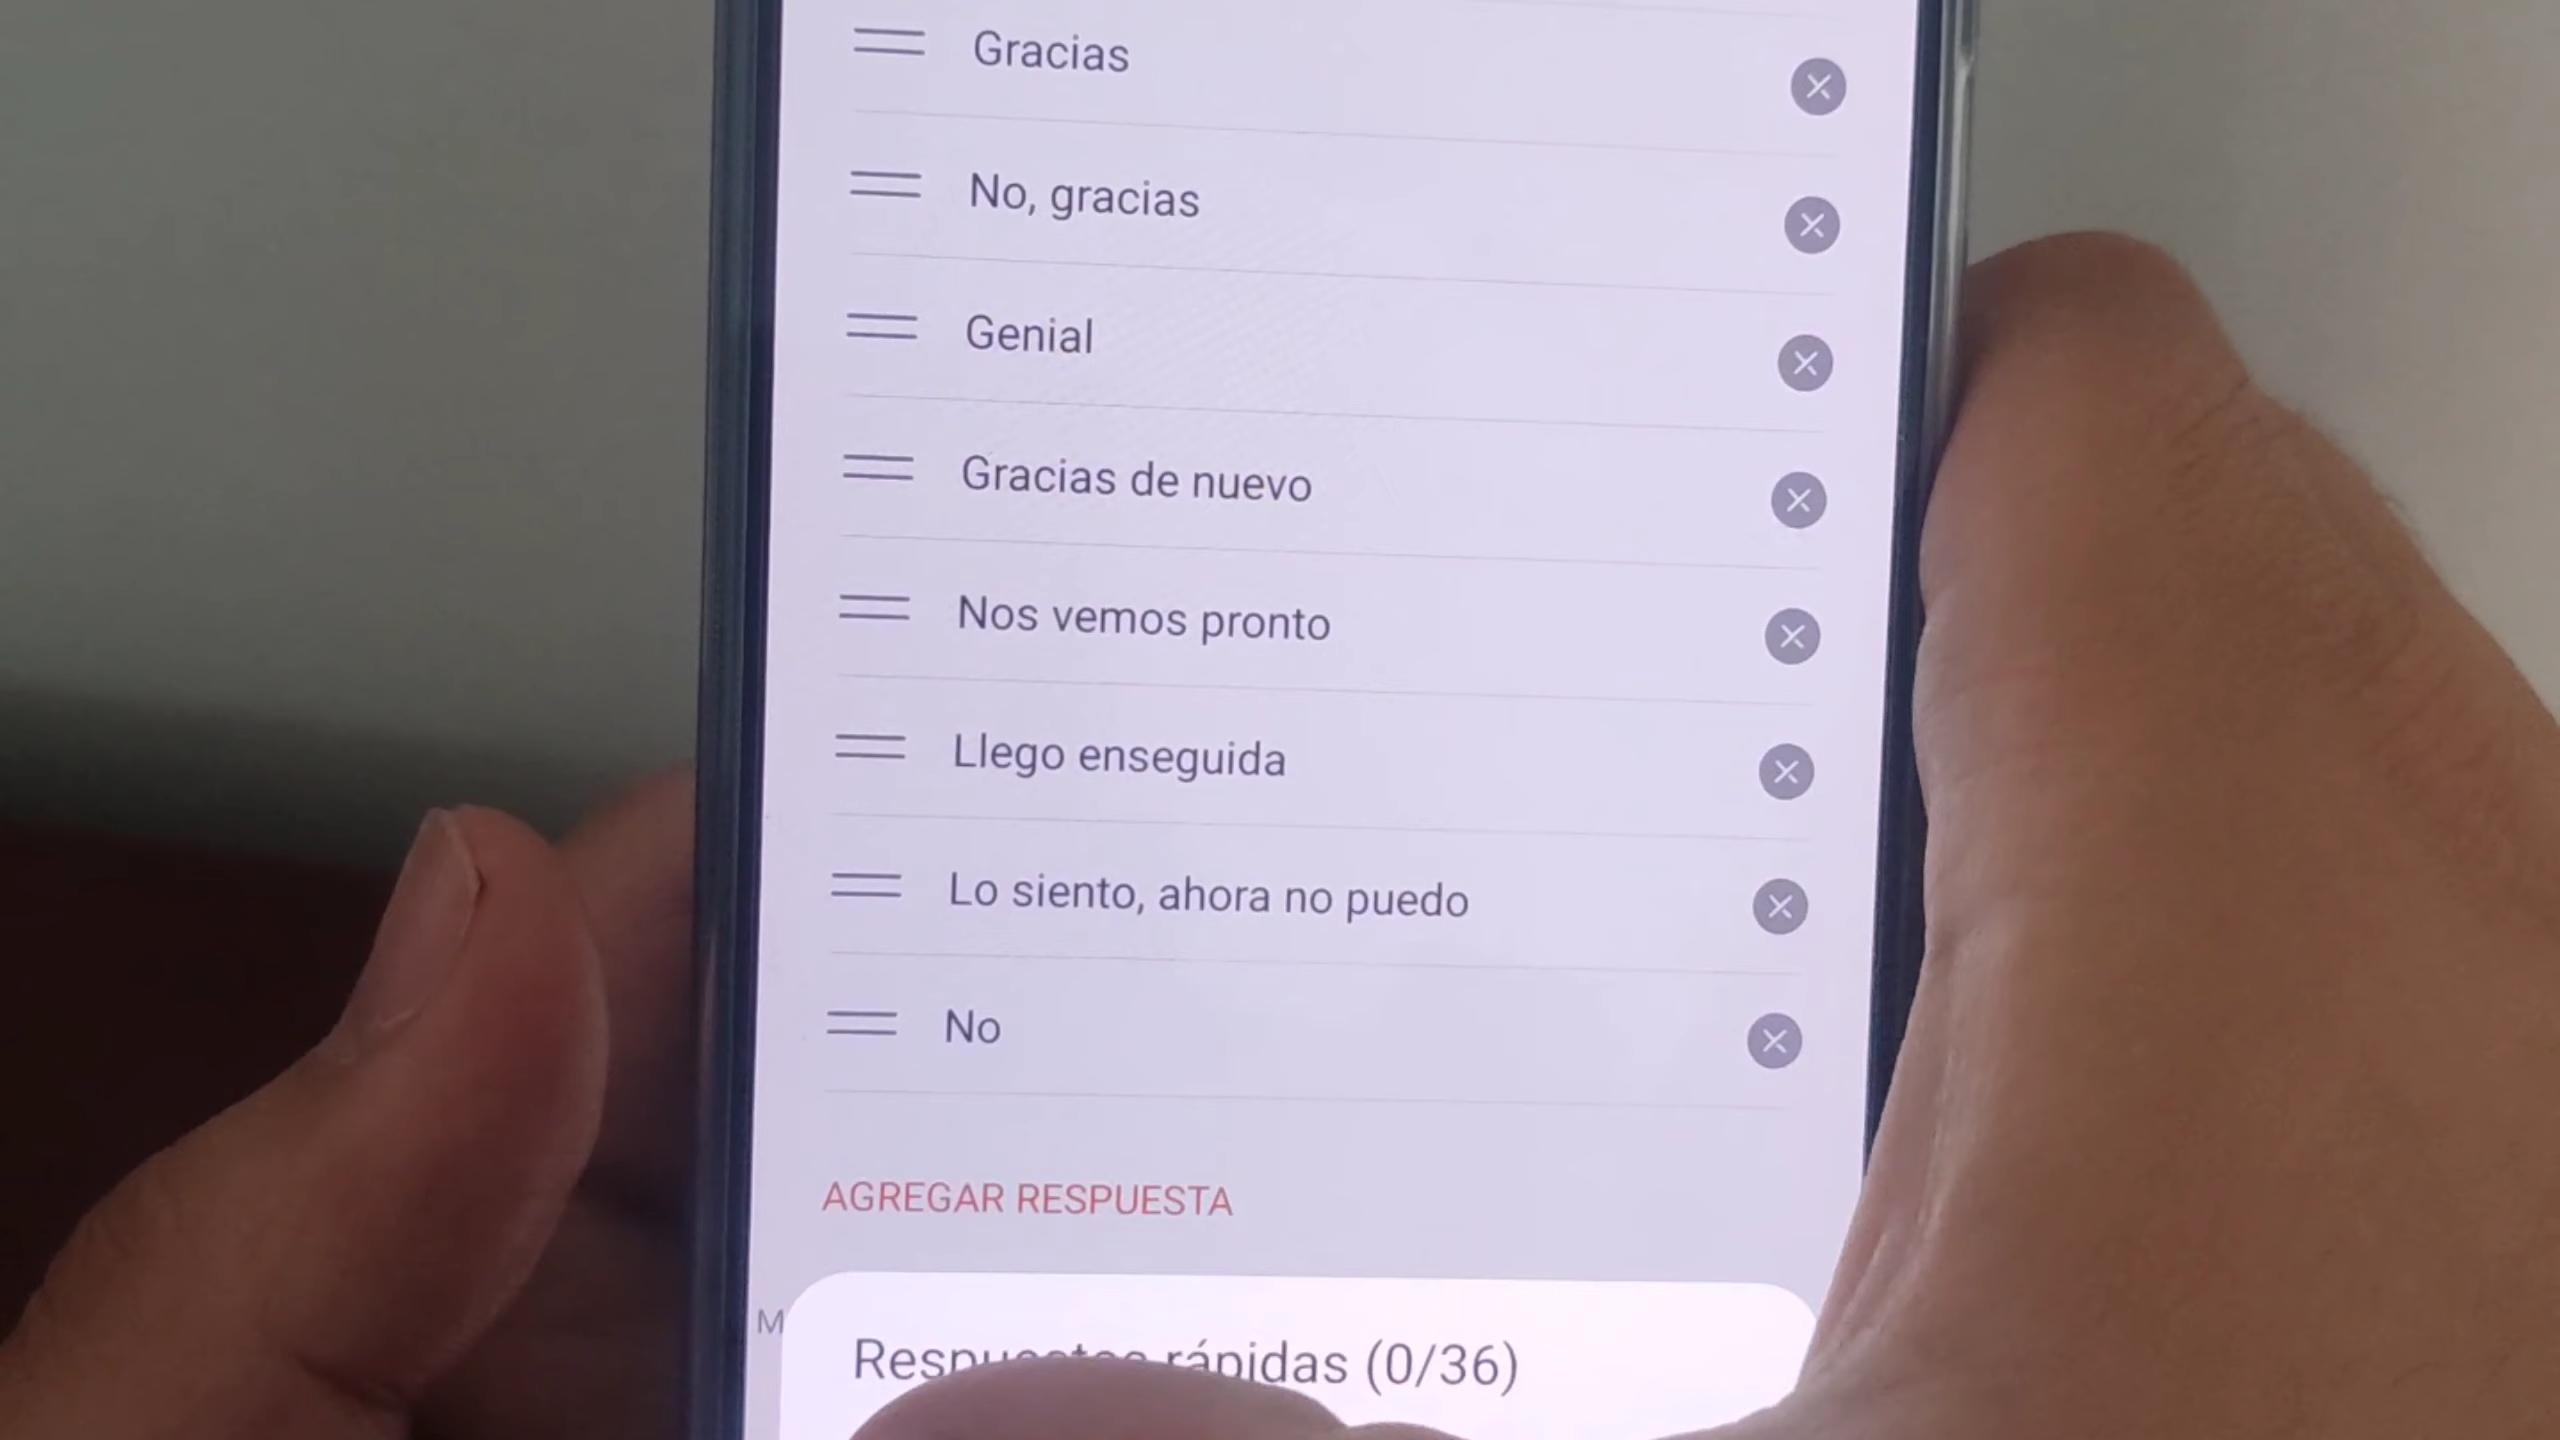 Gracias
No, gracias
Genial
Gracias de nuevo
Nos vemos pronto
Llego enseguida
Lo siento, ahora no puedo
No
AGREGAR RESPUESTA
M
Respuestas rápidas (0/36)